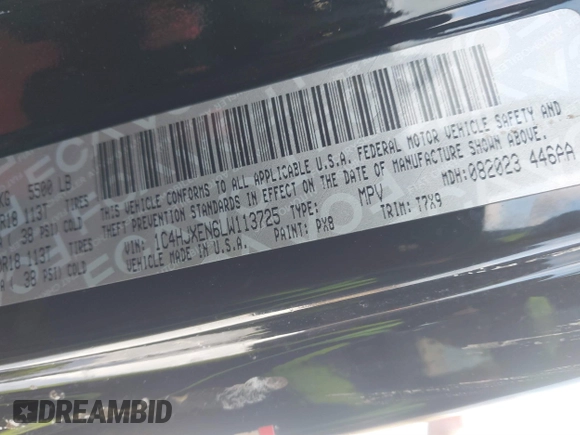 KG 5500 LB
R18 113T TIRES
38 PSI/ COLD
R18 113T TIRES
38 PSI/ COLD
THIS VEHICLE CONFORMS TO ALL APPLICABLE U.S.A. FEDERAL MOTOR VEHICLE SAFETY AND
THEFT PREVENTION STANDARDS IN EFFECT ON THE DATE OF MANUFACTURE SHOWN ABOVE.
VIN: 1C4HJXEN6LW113725 TYPE: MPV MDH: 082023 446AA
VEHICLE MADE IN U.S.A. PAINT: PX8 TRIM: T7X9
DREAMBID